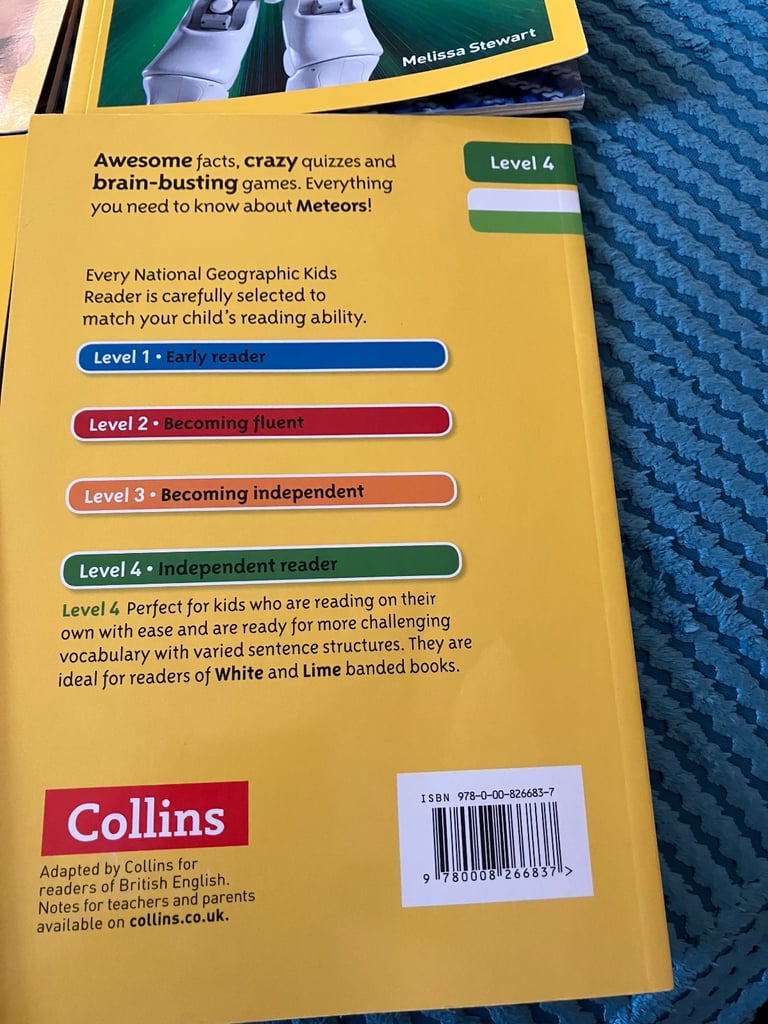 Melissa Stewart
Awesome facts, crazy quizzes and
brain-busting games. Everything
you need to know about Meteors!
Level 4
Every National Geographic Kids
Reader is carefully selected to
match your child's reading ability.
Level 1 • Early reader
Level 2 • Becoming fluent
Level 3 • Becoming independent
Level 4 • Independent reader
Level 4 Perfect for kids who are reading on their
own with ease and are ready for more challenging
vocabulary with varied sentence structures. They are
ideal for readers of White and Lime banded books.
Collins
Adapted by Collins for
readers of British English.
Notes for teachers and parents
available on collins.co.uk.
ISBN 978-0-00-826683-7
9 780008 266837 >